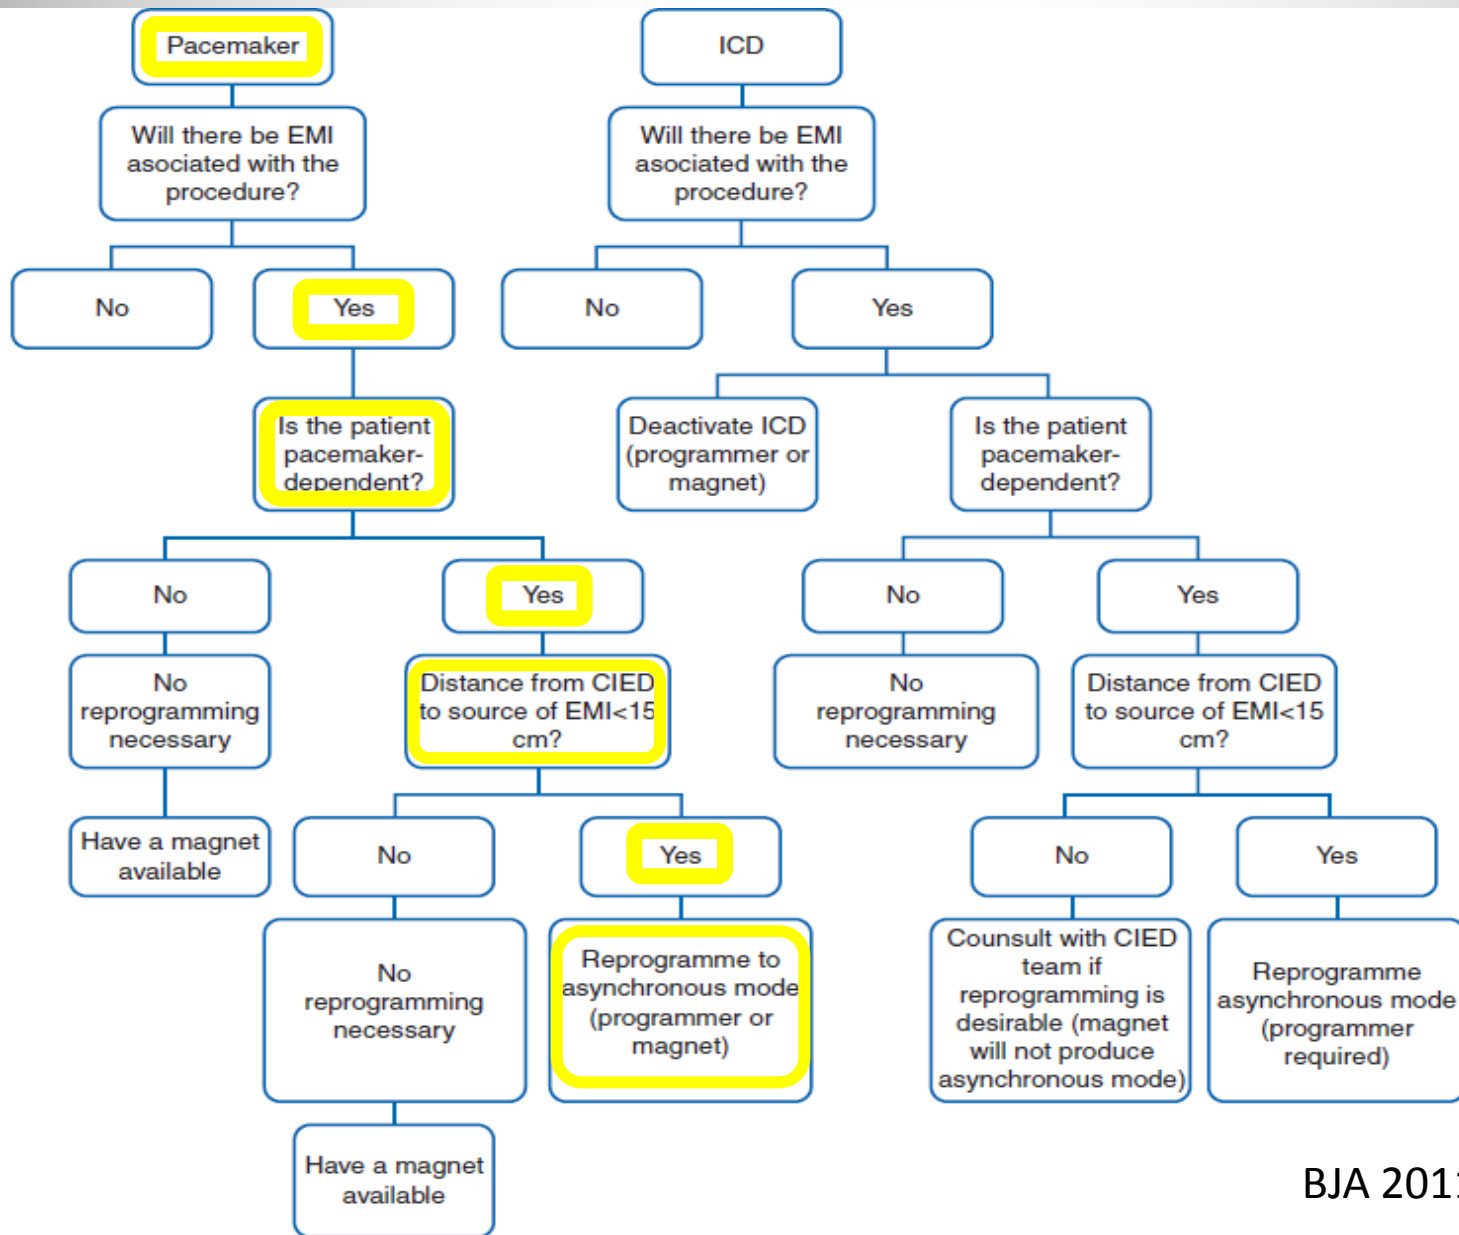 Pacemaker
ICD
Will there be EMI
asociated with the
procedure?
Will there be EMI
asociated with the
procedure?
No
Yes
No
Yes
Is the patient
pacemaker-
dependent?
Deactivate ICD
(programmer or
magnet)
Is the patient
pacemaker-
dependent?
No
Yes
No
Yes
No
reprogramming
necessary
Distance from CIED
to source of EMI<15
cm?
No
reprogramming
necessary
Distance from CIED
to source of EMI<15
cm?
Have a magnet
available
No
Yes
No
Yes
No
reprogramming
necessary
Reprogramme to
asynchronous mode
(programmer or
magnet)
Counsult with CIED
team if
reprogramming is
desirable (magnet
will not produce
asynchronous mode)
Reprogramme
asynchronous mode
(programmer
required)
Have a magnet
available
BJA 2011